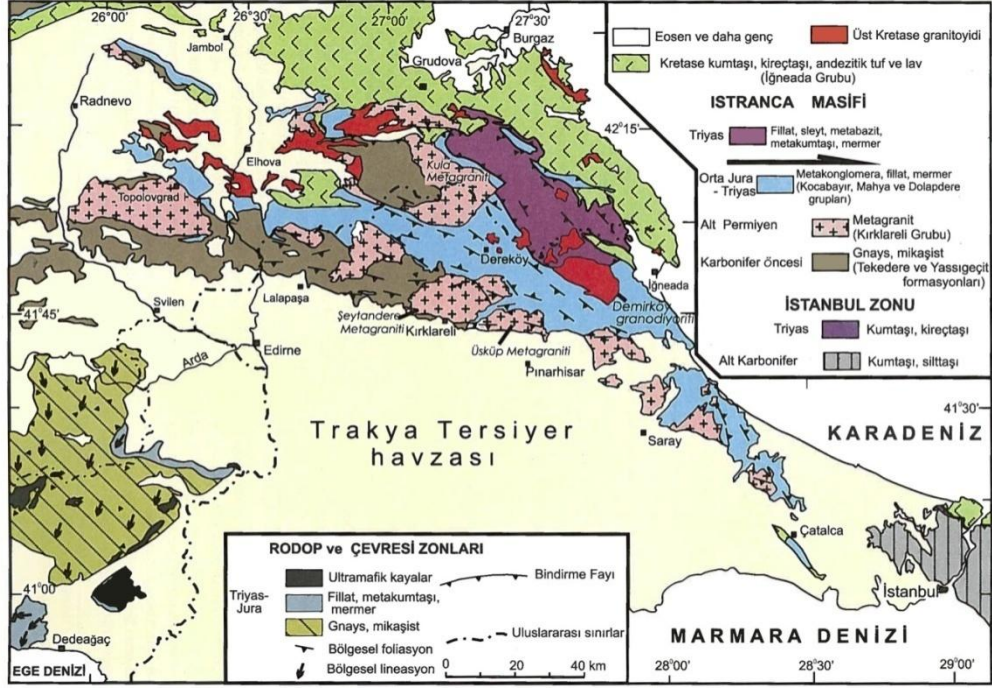 26°00'
26°30'
27°00'
27°30'
Jambol
Burgaz
Grudova
Radnevo
Elhova
42°15'
Kula
Metagraniti
Topolovgrad
Dereköy
İğneada
Svilen
Lalapaşa
Şeytandere
Metagraniti
Kırklareli
Demirköy
granodiyoriti
41°45'
Üsküp Metagraniti
Edirne
Arda
Pınarhisar
41°30'
Trakya Tersiyer
havzası
Saray
KARADENİZ
Çatalca
41°00
İstanbul
Dedeağaç
MARMARA DENİZİ
EGE DENİZİ
28°00'
28°30'
29°00'
Eosen ve daha genç
Üst Kretase granitoyidi
Kretase kumtaşı, kireçtaşı, andezitik tuf ve lav
(İğneada Grubu)
ISTRANCA MASİFİ
Triyas
Fillat, sleyt, metabazit,
metakumtaşı, mermer
Orta Jura
- Triyas
Metakonglomera, fillat, mermer
(Kocabayır, Mahya ve Dolapdere
grupları)
Alt Permiyen
Metagranit
(Kırklareli Grubu)
Karbonifer öncesi
Gnays, mikaşist
(Tekedere ve Yassıgeçit
formasyonları)
İSTANBUL ZONU
Triyas
Kumtaşı, kireçtaşı
Alt Karbonifer
Kumtaşı, silttaşı
RODOP ve ÇEVRESİ ZONLARI
Ultramafik kayalar
Bindirme Fayı
Triyas-
Jura
Fillat, metakumtaşı,
mermer
Gnays, mikaşist
Uluslararası sınırlar
Bölgesel foliasyon
Bölgesel lineasyon
0 20 40 km